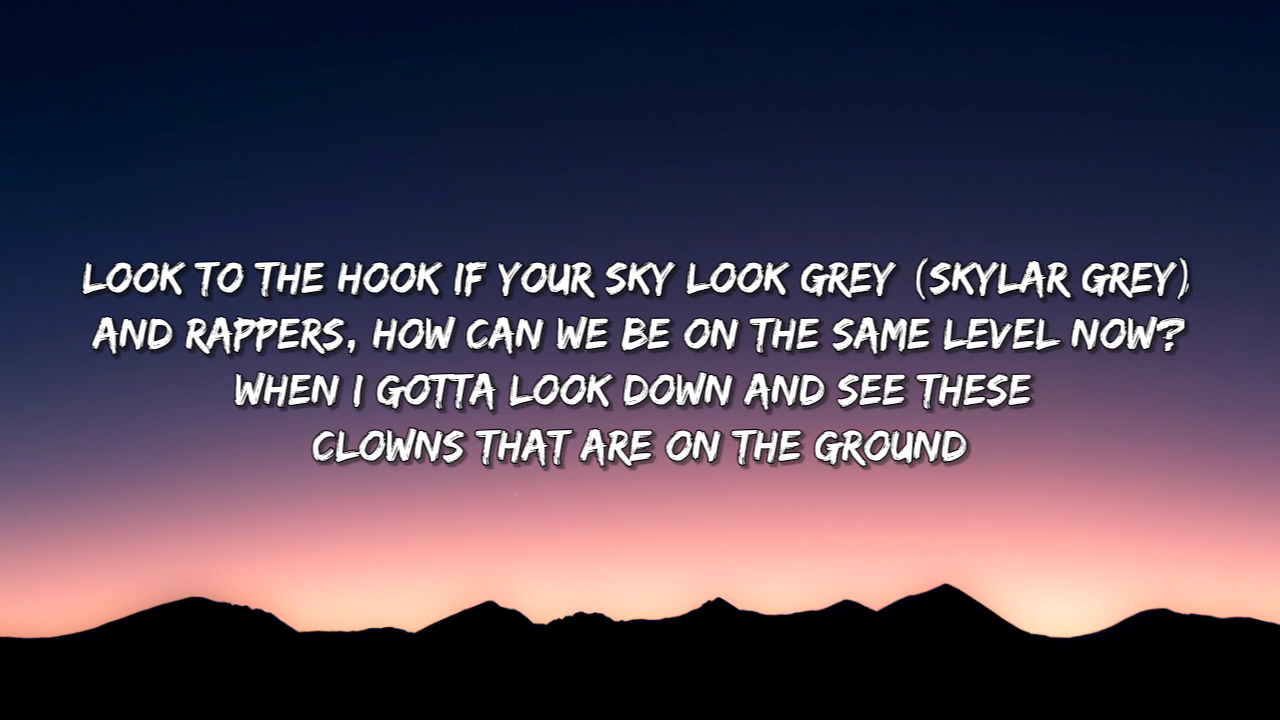 LOOK TO THE HOOK IF YOUR SKY LOOK GREY (SKYLAR GREY)
AND RAPPERS, HOW CAN WE BE ON THE SAME LEVEL NOW?
WHEN I GOTTA LOOK DOWN AND SEE THESE
CLOWNS THAT ARE ON THE GROUND